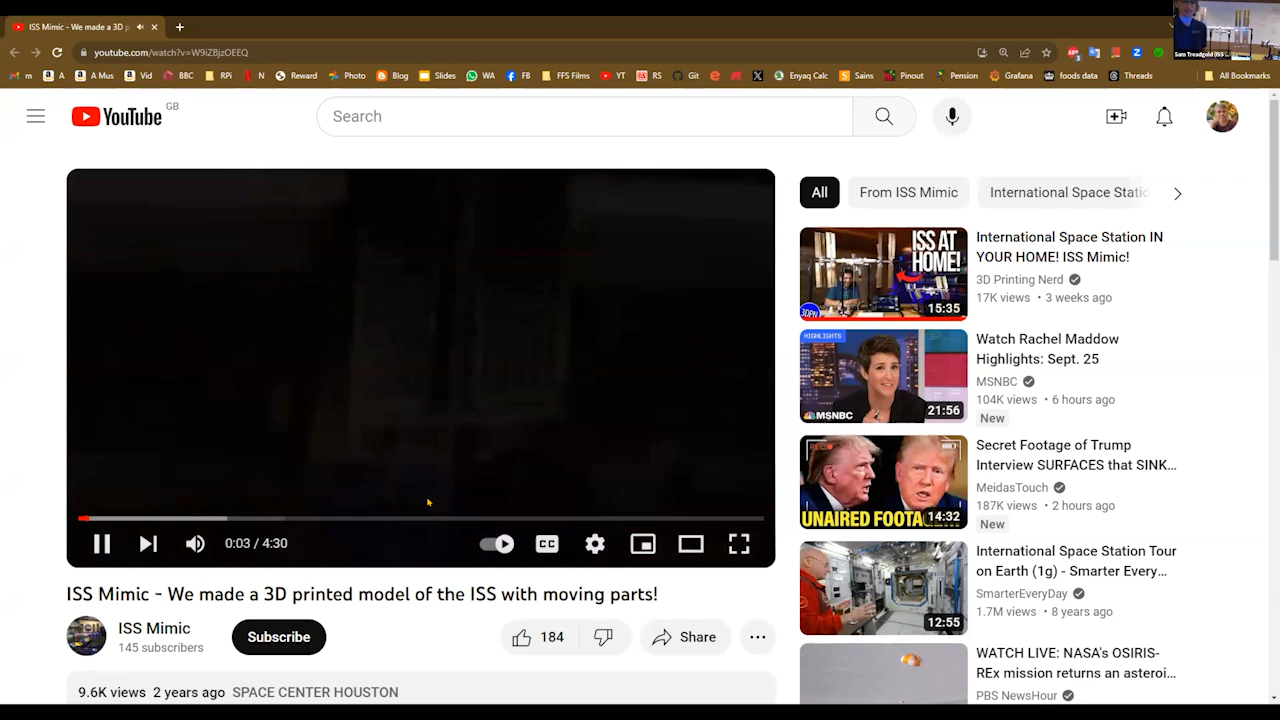 ISS Mimic - We made a 3D p
youtube.com/watch?v=W9iZBjzOEEQ
Sam Treadgold (ISS ...
m
A
A Mus
Vid
BBC
RPi
N
Reward
Photo
Blog
Slides
WA
FB
FFS Films
YT
RS
Git
e
ra
X
Enyaq Calc
Sains
Pinout
Pension
Grafana
foods data
Threads
All Bookmarks
YouTube GB
Search
All
From ISS Mimic
International Space Static
ISS AT
HOME!
3DPN
15:35
International Space Station IN
YOUR HOME! ISS Mimic!
3D Printing Nerd
17K views • 3 weeks ago
HIGHLIGHTS
MSNBC
21:56
Watch Rachel Maddow
Highlights: Sept. 25
MSNBC
104K views • 6 hours ago
New
REC
UNAIRED FOOTA
14:32
Secret Footage of Trump
Interview SURFACES that SINK...
MeidasTouch
187K views • 2 hours ago
New
12:55
International Space Station Tour
on Earth (1g) - Smarter Every...
SmarterEveryDay
1.7M views • 8 years ago
WATCH LIVE: NASA's OSIRIS-
REx mission returns an asteroi...
PBS NewsHour
0:03 / 4:30
CC
ISS Mimic - We made a 3D printed model of the ISS with moving parts!
ISS Mimic
145 subscribers
Subscribe
184
Share
9.6K views 2 years ago SPACE CENTER HOUSTON